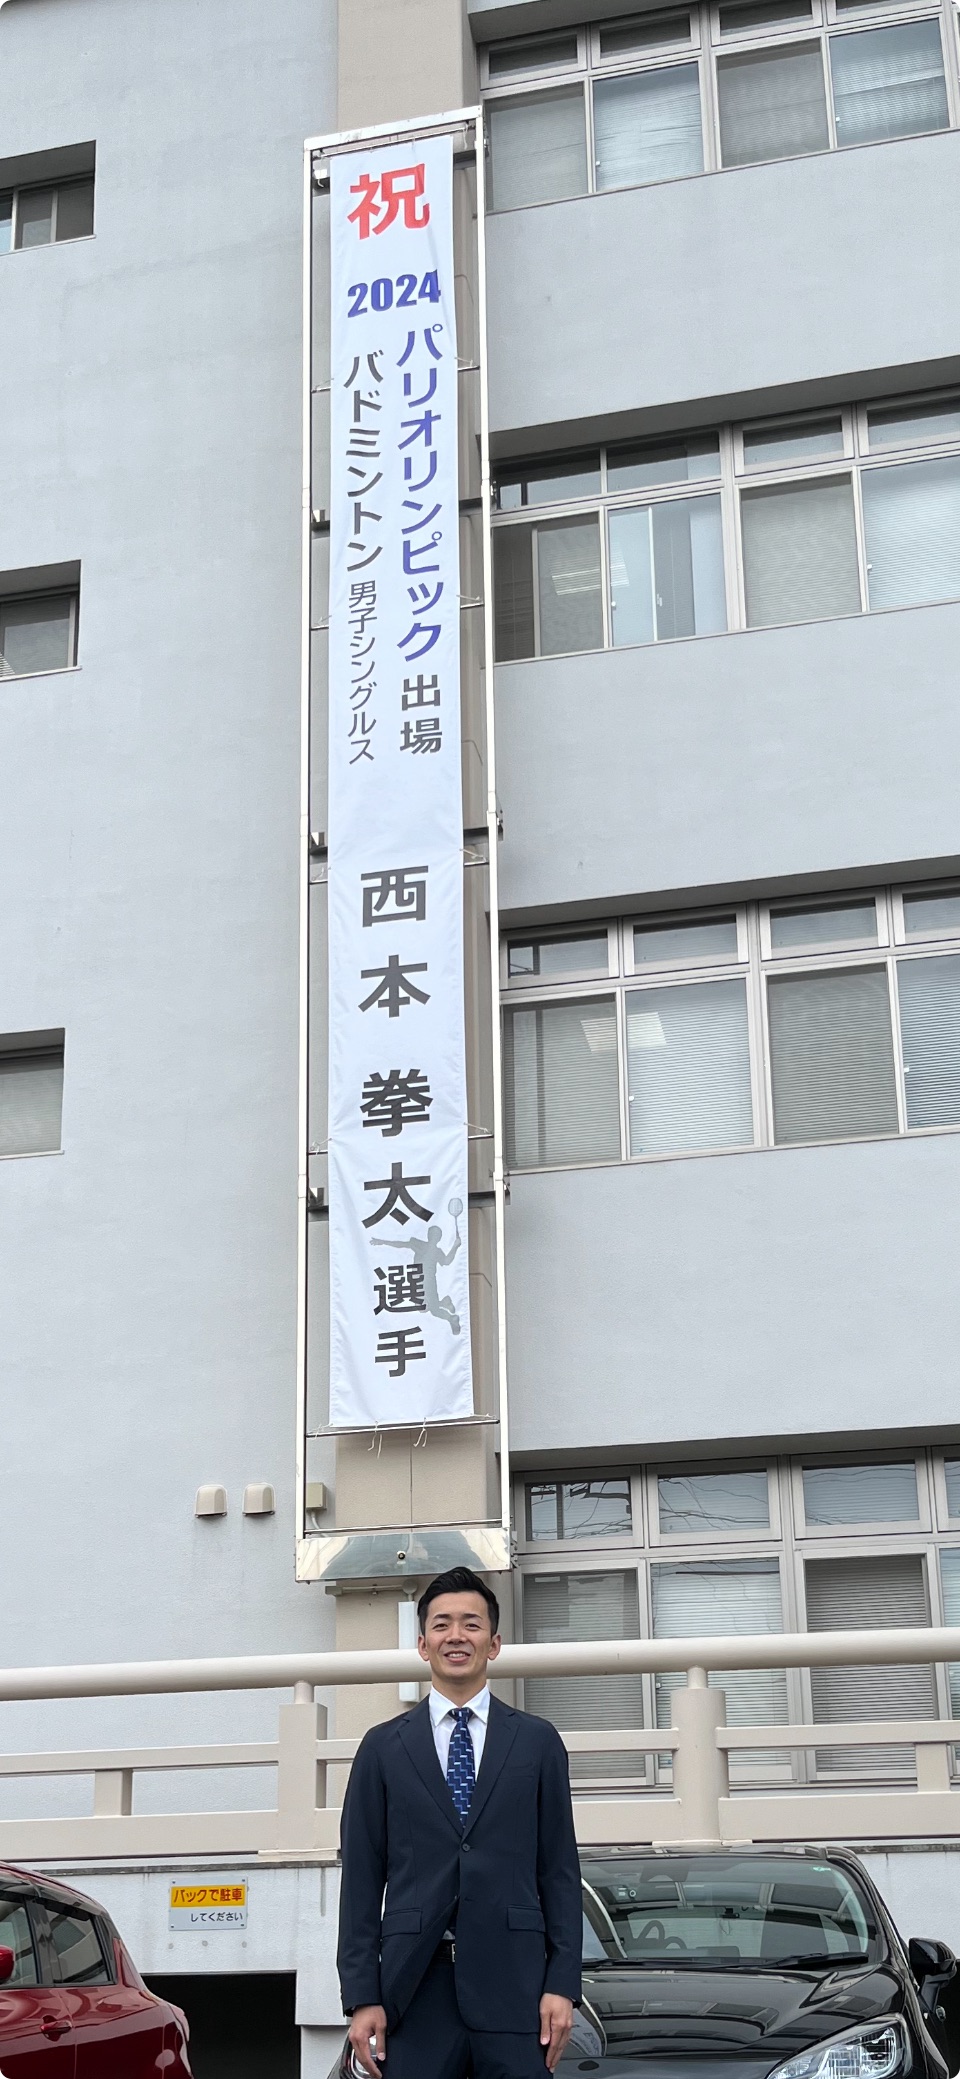 祝
2024
パリオリンピック出場
バドミントン男子シングルス
西本拳太選手
バックで駐車
してください